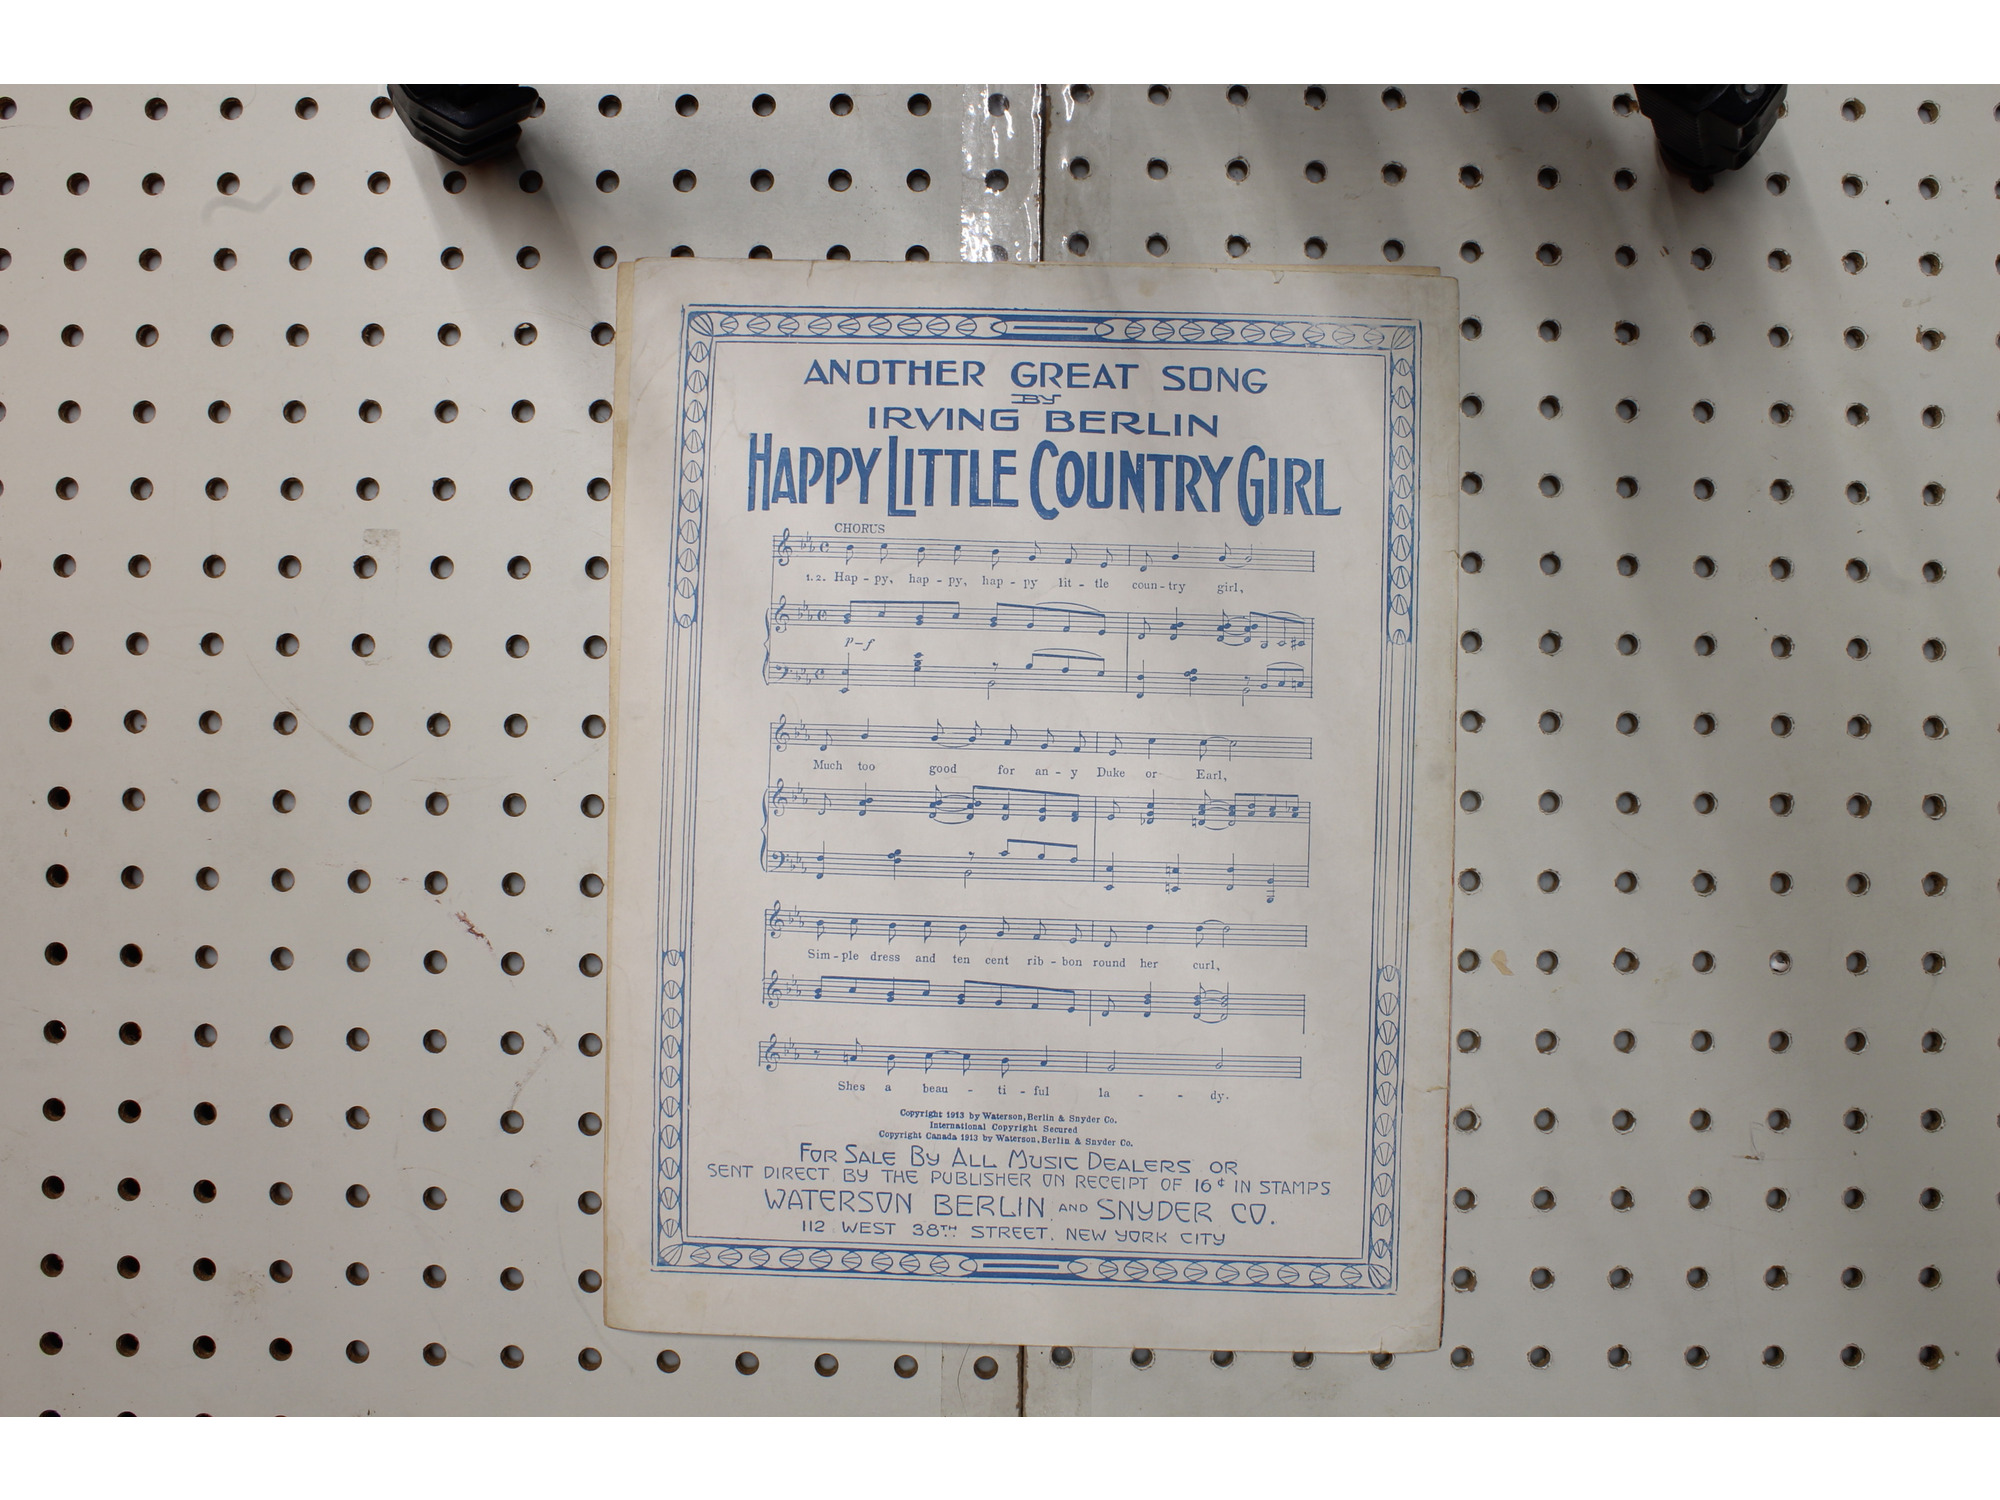 ANOTHER GREAT SONG
BY
IRVING BERLIN
HAPPY LITTLE COUNTRY GIRL
CHORUS
1. 2. Hap - py, hap - py, hap - py lit - tle coun - try girl,
p-f
Much too good for an - y Duke or Earl,
Sim - ple dress and ten cent rib - bon round her curl,
Shes a beau - ti - ful la - - dy.
Copyright 1913 by Waterson, Berlin & Snyder Co.
International Copyright Secured
Copyright Canada 1913 by Waterson, Berlin & Snyder Co.
FOR SALE BY ALL MUSIC DEALERS OR
SENT DIRECT BY THE PUBLISHER ON RECEIPT OF 16¢ IN STAMPS
WATERSON BERLIN AND SNYDER CO.
112 WEST 38TH STREET, NEW YORK CITY